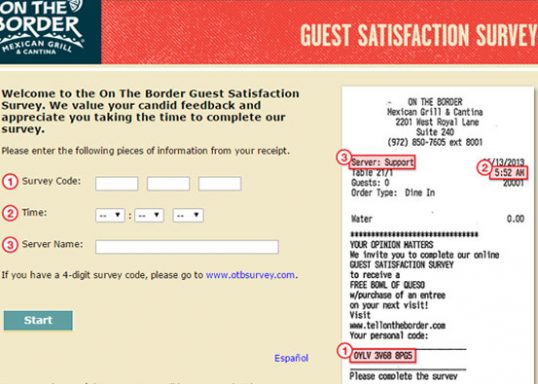 ON THE
BORDER
MEXICAN GRILL
& CANTINA
GUEST SATISFACTION SURVEY
Welcome to the On The Border Guest Satisfaction
Survey. We value your candid feedback and
appreciate you taking the time to complete our
survey.
Please enter the following pieces of information from your receipt.
1 Survey Code:
2 Time: -- : -- --
3 Server Name:
If you have a 4-digit survey code, please go to www.otbsurvey.com.
Start
Español
ON THE BORDER
Mexican Grill & Cantina
2201 West Royal Lane
Suite 240
(972) 850-7605 ext 8001
3 Server: Support /13/2013
Table 21/1 2 5:52 AM
Guests: 0 20001
Order Type: Dine In
Water 0.00
##############################
YOUR OPINION MATTERS
We invite you to complete our online
GUEST SATISFACTION SURVEY
to receive a
FREE BOWL OF QUESO
w/purchase of an entree
on your next visit!
Visit
www.tellontheborder.com
Your personal code:
1 OYLV 3V68 8PG5
Please complete the survey